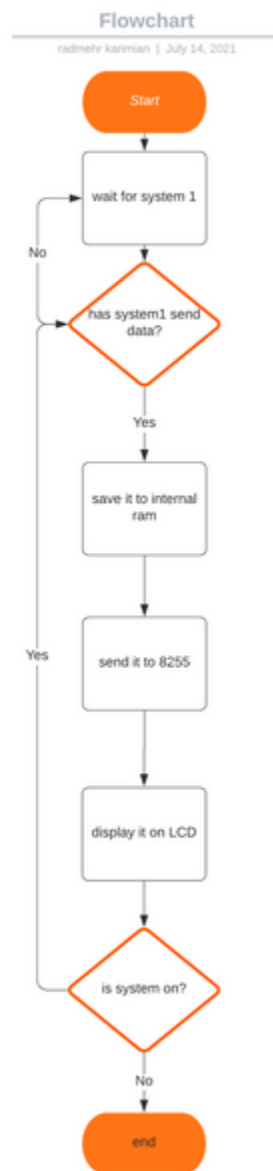 Flowchart
radmehr karimian | July 14, 2021
Start
wait for system 1
No
has system1 send
data?
Yes
save it to internal
ram
send it to 8255
Yes
display it on LCD
is system on?
No
end